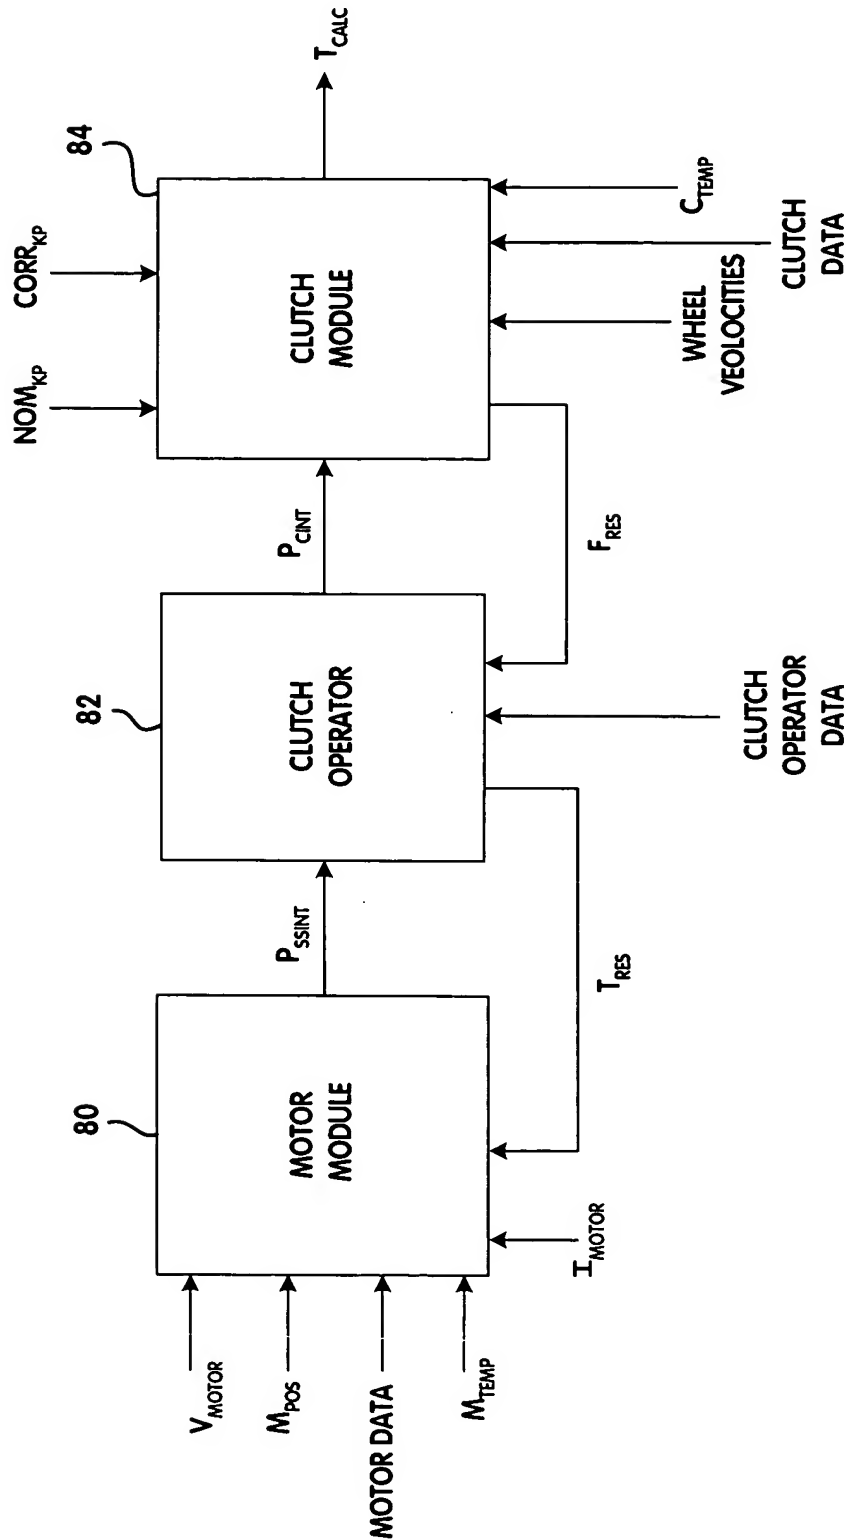 80
82
84
MOTOR
MODULE
CLUTCH
OPERATOR
CLUTCH
MODULE
V_MOTOR
M_POS
MOTOR DATA
M_TEMP
I_MOTOR
P_SSINT
T_RES
CLUTCH
OPERATOR
DATA
P_CINT
F_RES
NOM_KP
CORR_KP
WHEEL
VEOLOCITIES
CLUTCH
DATA
C_TEMP
T_CALC